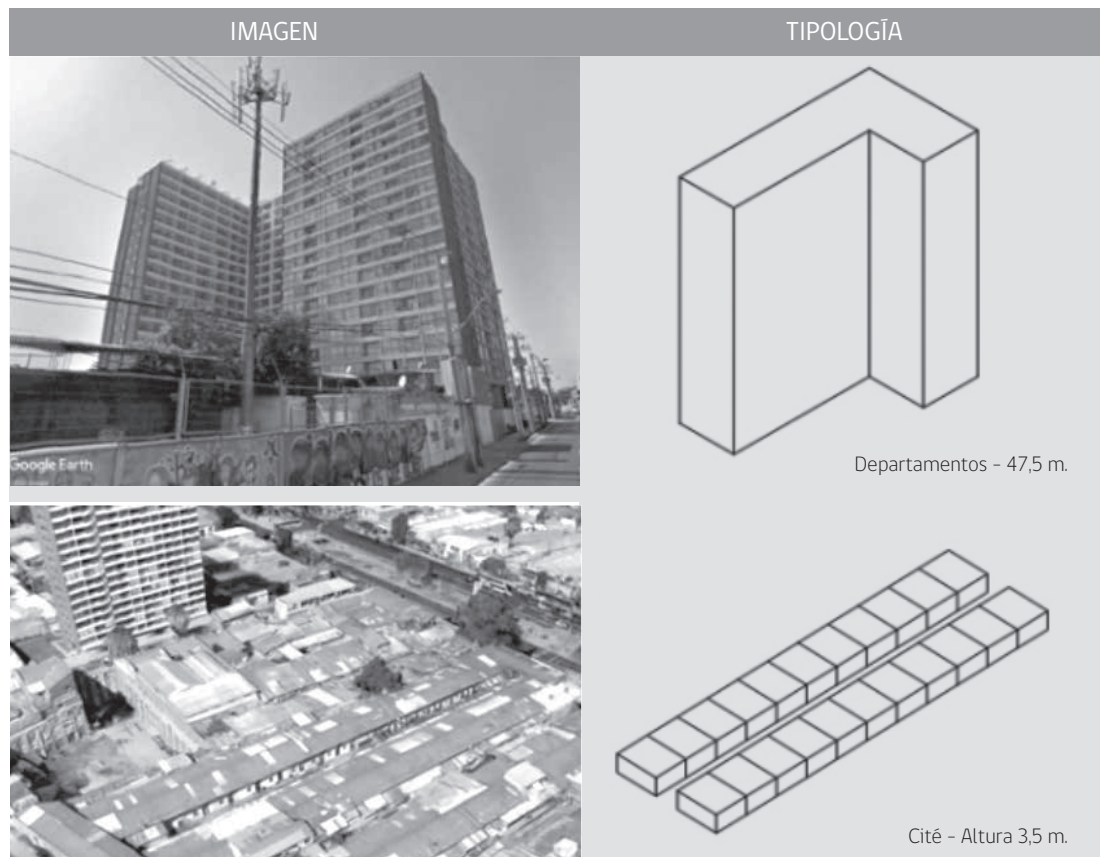 IMAGEN
TIPOLOGÍA
Google Earth
Departamentos - 47,5 m.
Cité - Altura 3,5 m.